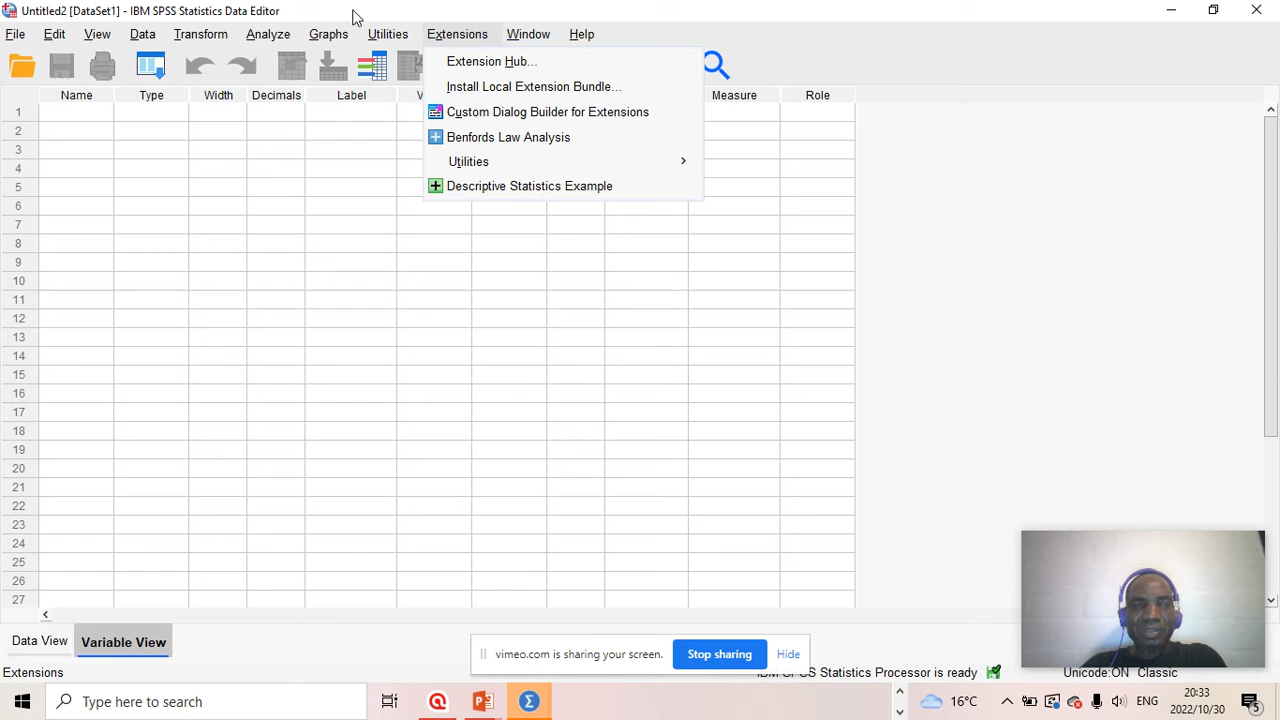 Untitled2 [DataSet1] - IBM SPSS Statistics Data Editor
File Edit View Data Transform Analyze Graphs Utilities Extensions Window Help
Extension Hub...
Install Local Extension Bundle...
Custom Dialog Builder for Extensions
Benfords Law Analysis
Utilities
Descriptive Statistics Example
Name Type Width Decimals Label Measure Role
1
2
3
4
5
6
7
8
9
10
11
12
13
14
15
16
17
18
19
20
21
22
23
24
25
26
27
Data View Variable View
vimeo.com is sharing your screen. Stop sharing Hide
Extensions IBM SPSS Statistics Processor is ready Unicode:ON Classic
Type here to search
16°C ENG 20:33
2022/10/30 5